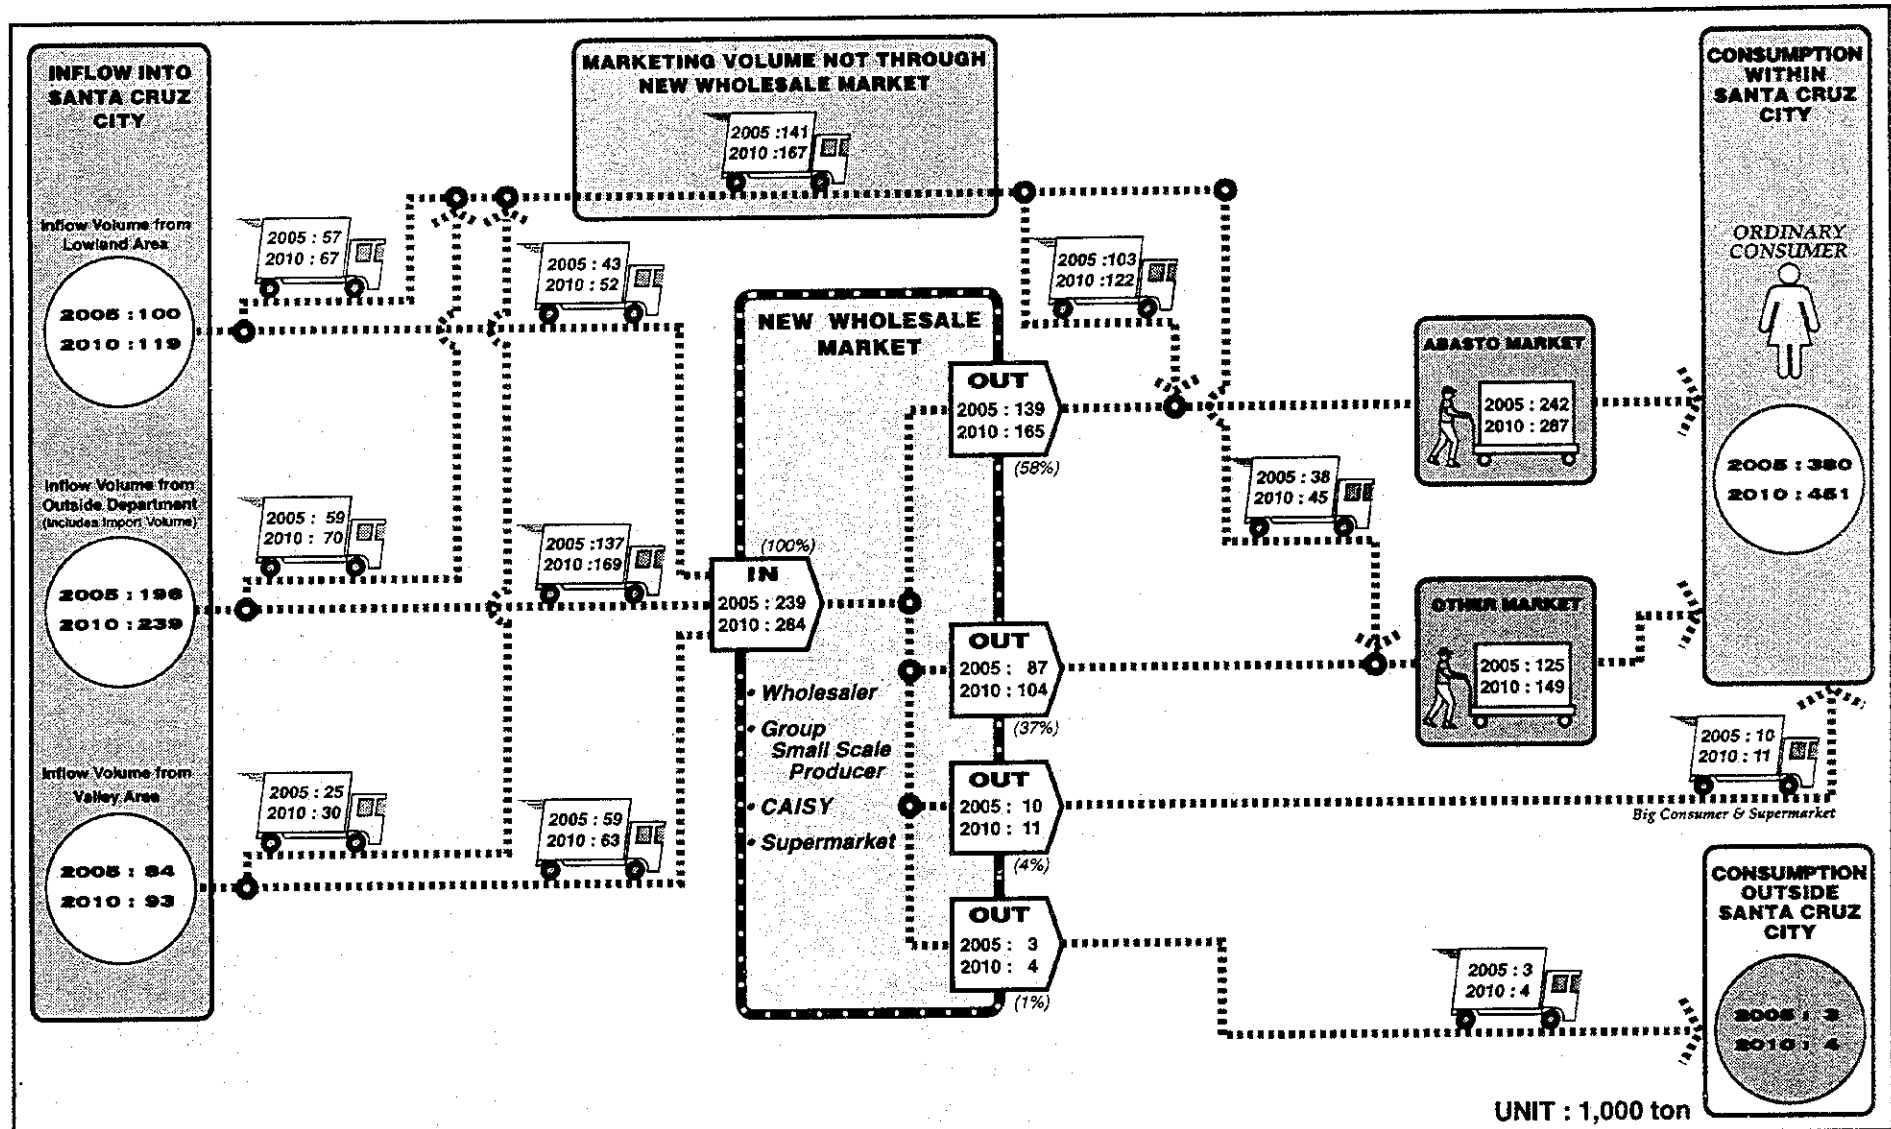 INFLOW INTO
SANTA CRUZ
CITY
Inflow Volume from
Lowland Area
2005 : 100
2010 : 119
Inflow Volume from
Outside Department
(Includes Import Volume)
2005 : 196
2010 : 239
Inflow Volume from
Valley Area
2005 : 84
2010 : 93
2005 : 57
2010 : 67
2005 : 59
2010 : 70
2005 : 25
2010 : 30
2005 : 43
2010 : 52
2005 : 137
2010 : 169
2005 : 59
2010 : 63
MARKETING VOLUME NOT THROUGH
NEW WHOLESALE MARKET
2005 : 141
2010 : 167
NEW WHOLESALE
MARKET
(100%)
IN
2005 : 239
2010 : 284
• Wholesaler
• Group
Small Scale
Producer
• CAISY
• Supermarket
OUT
2005 : 139
2010 : 165
(58%)
OUT
2005 : 87
2010 : 104
(37%)
OUT
2005 : 10
2010 : 11
(4%)
OUT
2005 : 3
2010 : 4
(1%)
2005 : 103
2010 : 122
2005 : 38
2010 : 45
ABASTO MARKET
2005 : 242
2010 : 287
OTHER MARKET
2005 : 125
2010 : 149
2005 : 10
2010 : 11
Big Consumer & Supermarket
2005 : 3
2010 : 4
CONSUMPTION
WITHIN
SANTA CRUZ
CITY
ORDINARY
CONSUMER
2005 : 380
2010 : 451
CONSUMPTION
OUTSIDE
SANTA CRUZ
CITY
2005 : 3
2010 : 4
UNIT : 1,000 ton